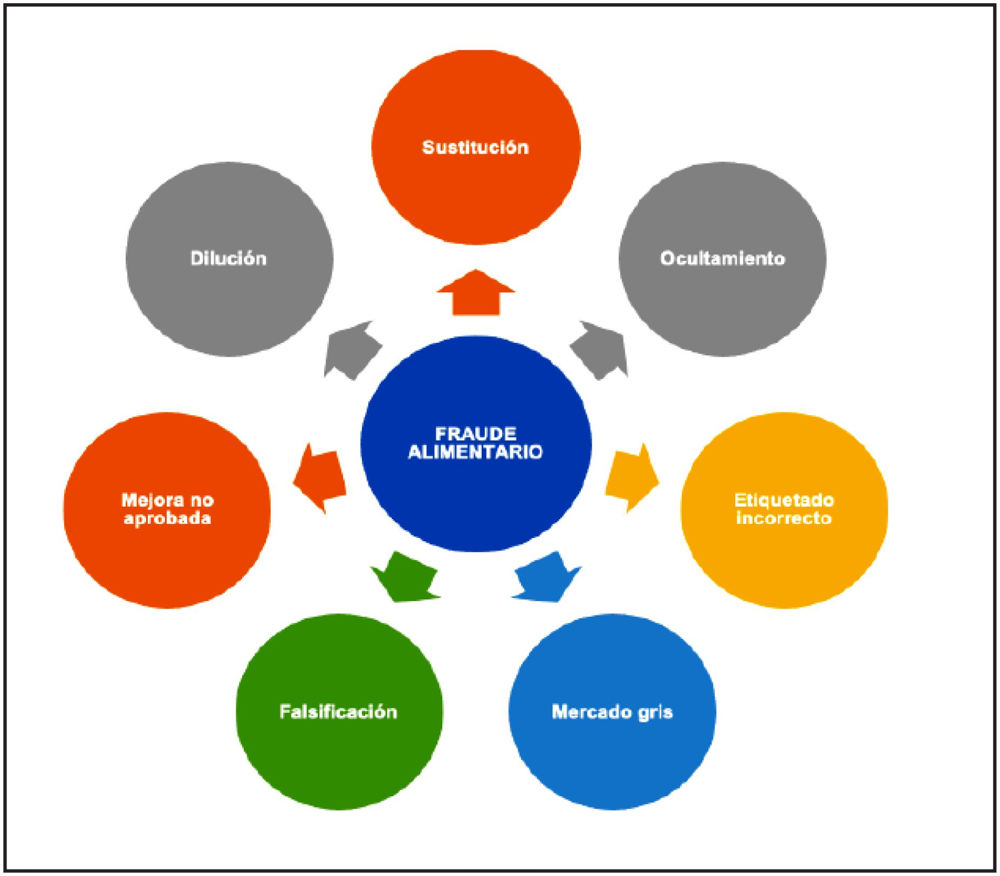 Sustitución
Dilución
Ocultamiento
FRAUDE
ALIMENTARIO
Mejora no
aprobada
Etiquetado
incorrecto
Falsificación
Mercado gris